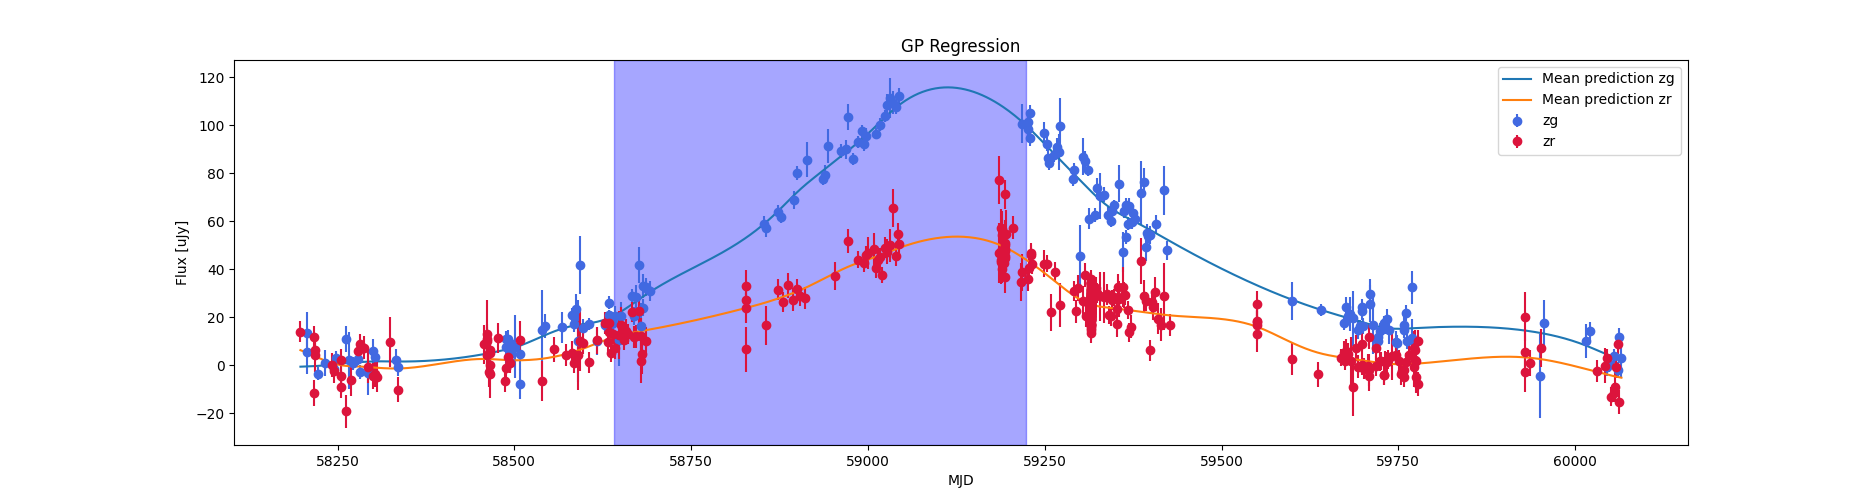 GP Regression
Flux [uJy]
120
100
80
60
40
20
0
−20
Mean prediction zg
Mean prediction zr
zg
zr
58250
58500
58750
59000
59250
59500
59750
60000
MJD